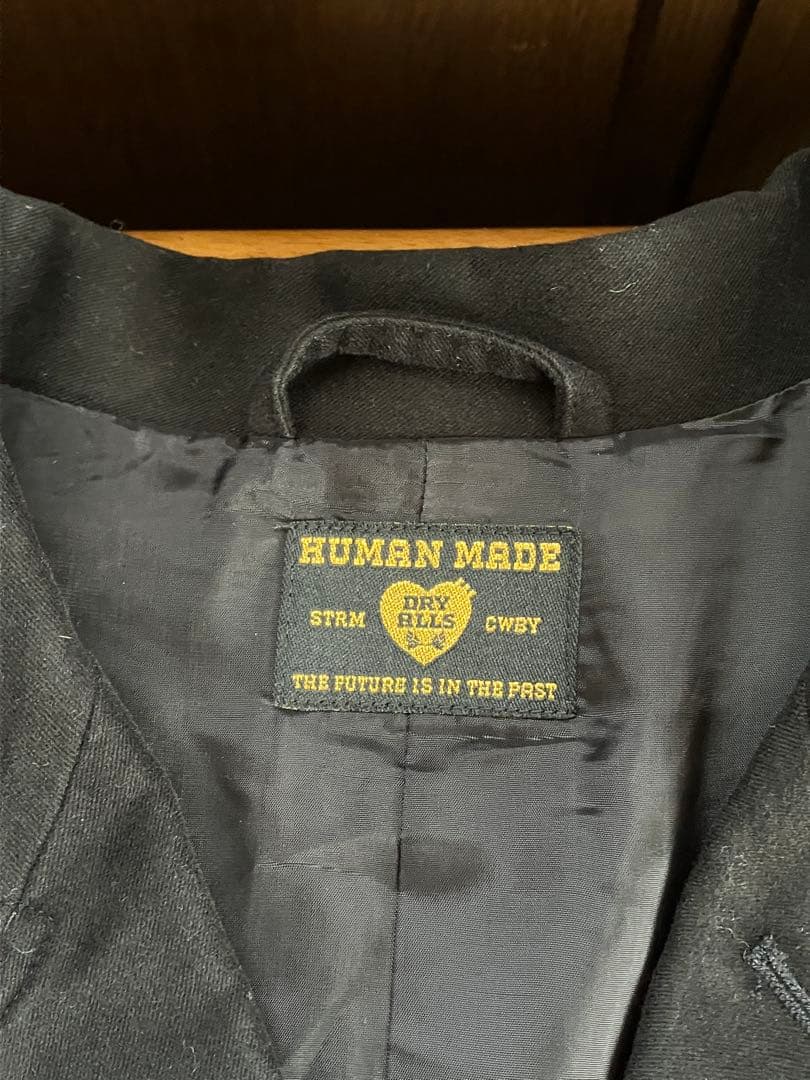 HUMAN MADE
STRM DRY ALLS CWBY
THE FUTURE IS IN THE PAST